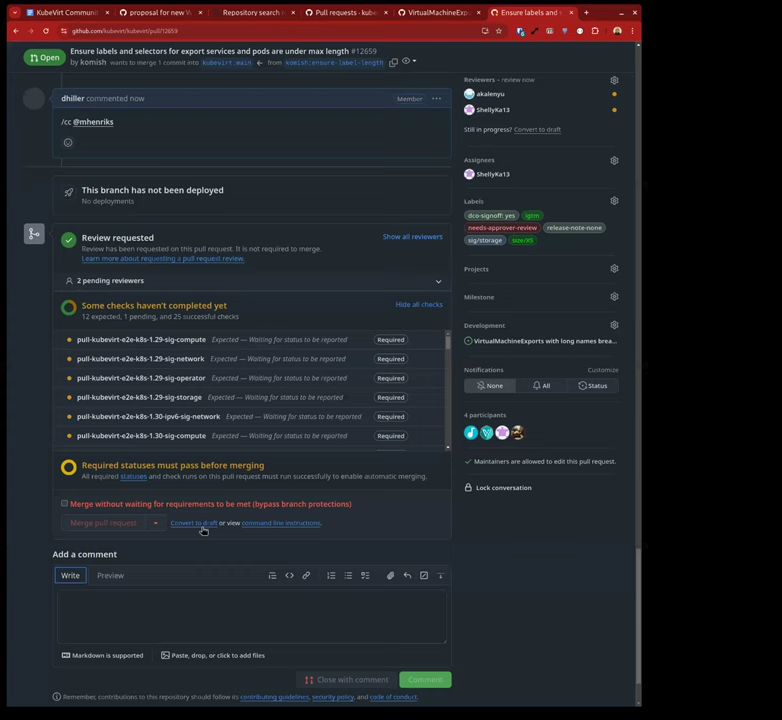 KubeVirt Communi
proposal for new V
Repository search r
Pull requests · kube
VirtualMachineExpo
Ensure labels and s
github.com/kubevirt/kubevirt/pull/12659
Open
Ensure labels and selectors for export services and pods are under max length #12659
by komish wants to merge 1 commit into kubevirt:main ← from komish:ensure-label-length
dhiller commented now
Member
/cc @mhenriks
This branch has not been deployed
No deployments
Review requested
Show all reviewers
Review has been requested on this pull request. It is not required to merge.
Learn more about requesting a pull request review.
2 pending reviewers
Some checks haven't completed yet
Hide all checks
12 expected, 1 pending, and 25 successful checks
pull-kubevirt-e2e-k8s-1.29-sig-compute Expected — Waiting for status to be reported Required
pull-kubevirt-e2e-k8s-1.29-sig-network Expected — Waiting for status to be reported Required
pull-kubevirt-e2e-k8s-1.29-sig-operator Expected — Waiting for status to be reported Required
pull-kubevirt-e2e-k8s-1.29-sig-storage Expected — Waiting for status to be reported Required
pull-kubevirt-e2e-k8s-1.30-ipv6-sig-network Expected — Waiting for status to be reported Required
pull-kubevirt-e2e-k8s-1.30-sig-compute Expected — Waiting for status to be reported Required
Required statuses must pass before merging
All required statuses and check runs on this pull request must run successfully to enable automatic merging.
Merge without waiting for requirements to be met (bypass branch protections)
Merge pull request
Convert to draft or view command line instructions.
Add a comment
Write
Preview
Markdown is supported
Paste, drop, or click to add files
Close with comment
Comment
Remember, contributions to this repository should follow its contributing guidelines, security policy, and code of conduct.
Reviewers – review now
akalenyu
ShellyKa13
Still in progress? Convert to draft
Assignees
ShellyKa13
Labels
dco-signoff: yes
lgtm
needs-approver-review
release-note-none
sig/storage
size/XS
Projects
Milestone
Development
VirtualMachineExports with long names brea...
Notifications
Customize
None
All
Status
4 participants
Maintainers are allowed to edit this pull request.
Lock conversation